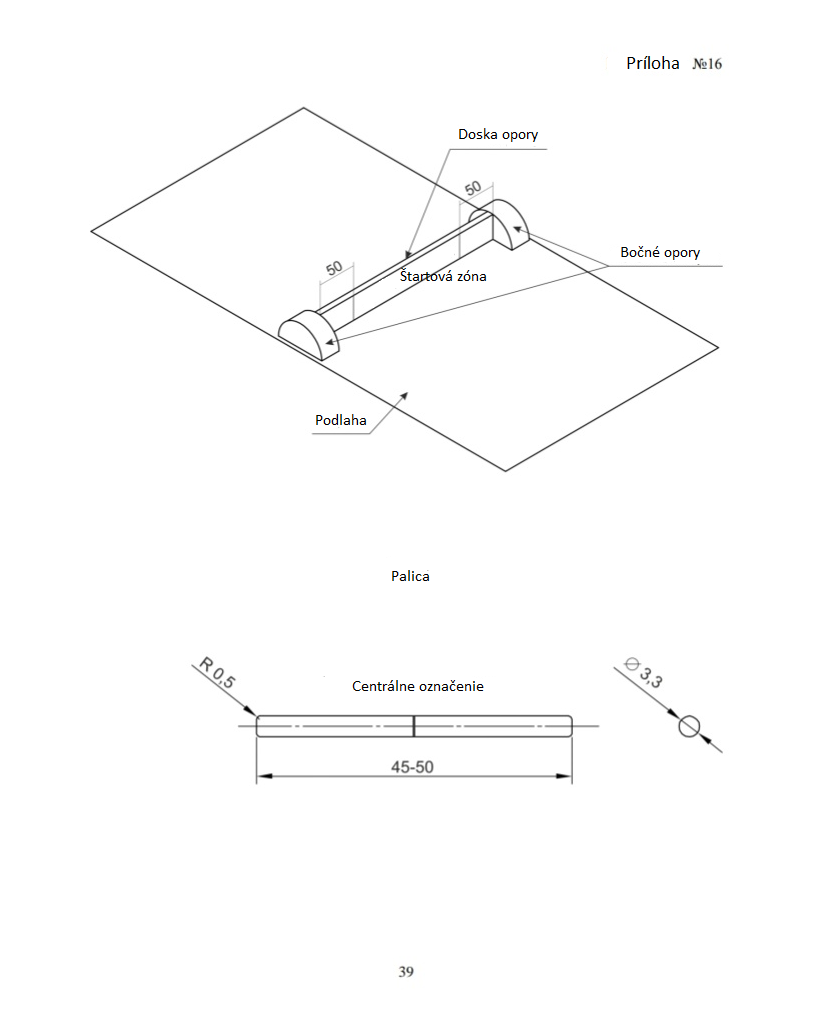 Príloha №16
Doska opory
50
Bočné opory
50
Štartová zóna
Podlaha
Palica
R 0,5
⌀ 3,3
Centrálne označenie
45-50
39